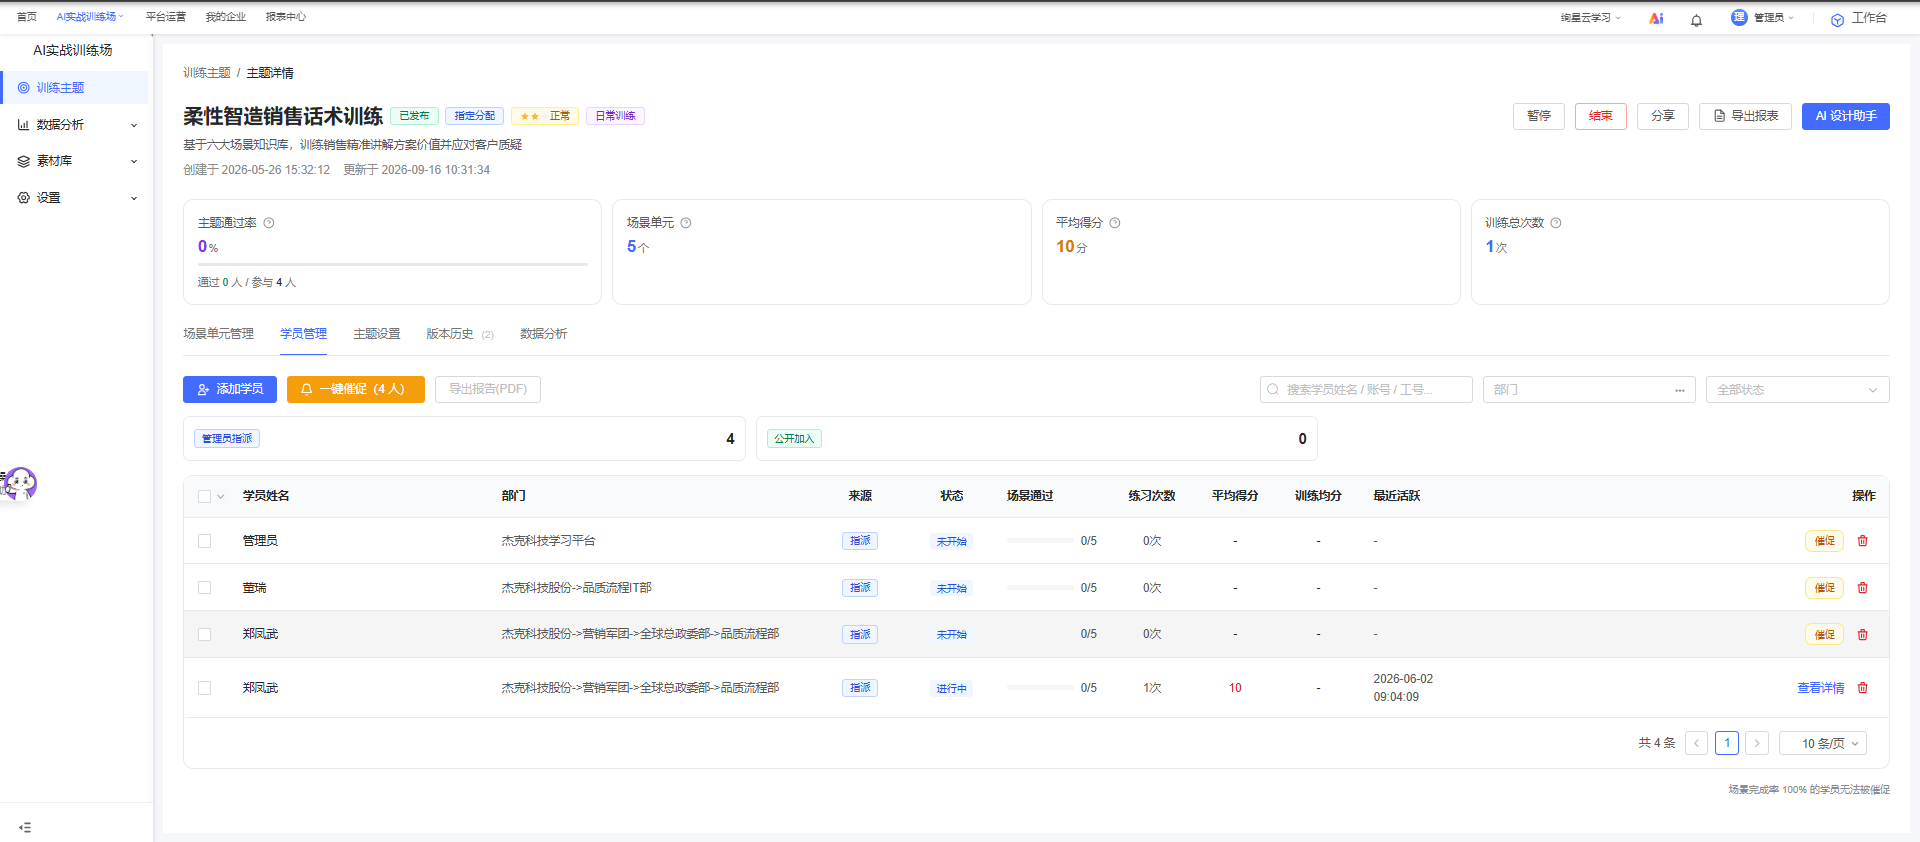 首页 AI实战训练场 平台运营 我的企业 报表中心 绚星云学习 Ai 理 管理员 工作台
AI实战训练场
训练主题
数据分析
素材库
设置
训练主题 / 主题详情
柔性智造销售话术训练 已发布 指定分配 正常 日常训练
暂停 结束 分享 导出报表 AI 设计助手
基于六大场景知识库，训练销售精准讲解方案价值并应对客户质疑
创建于 2026-05-26 15:32:12 更新于 2026-09-16 10:31:34
主题通过率
0%
通过 0 人 / 参与 4 人
场景单元
5个
平均得分
10分
训练总次数
1次
场景单元管理 学员管理 主题设置 版本历史 (2) 数据分析
添加学员 一键催促（4 人） 导出报告(PDF) 搜索学员姓名 / 账号 / 工号... 部门 ... 全部状态
管理员指派 4 公开加入 0
学员姓名 部门 来源 状态 场景通过 练习次数 平均得分 训练均分 最近活跃 操作
管理员 杰克科技学习平台 指派 未开始 0/5 0次 - - - 催促
董瑞 杰克科技股份->品质流程IT部 指派 未开始 0/5 0次 - - - 催促
郑凤武 杰克科技股份->营销军团->全球总政委部->品质流程部 指派 未开始 0/5 0次 - - - 催促
郑凤武 杰克科技股份->营销军团->全球总政委部->品质流程部 指派 进行中 0/5 1次 10 - 2026-06-02 09:04:09 查看详情
共 4 条 1 10 条/页
场景完成率 100% 的学员无法被催促